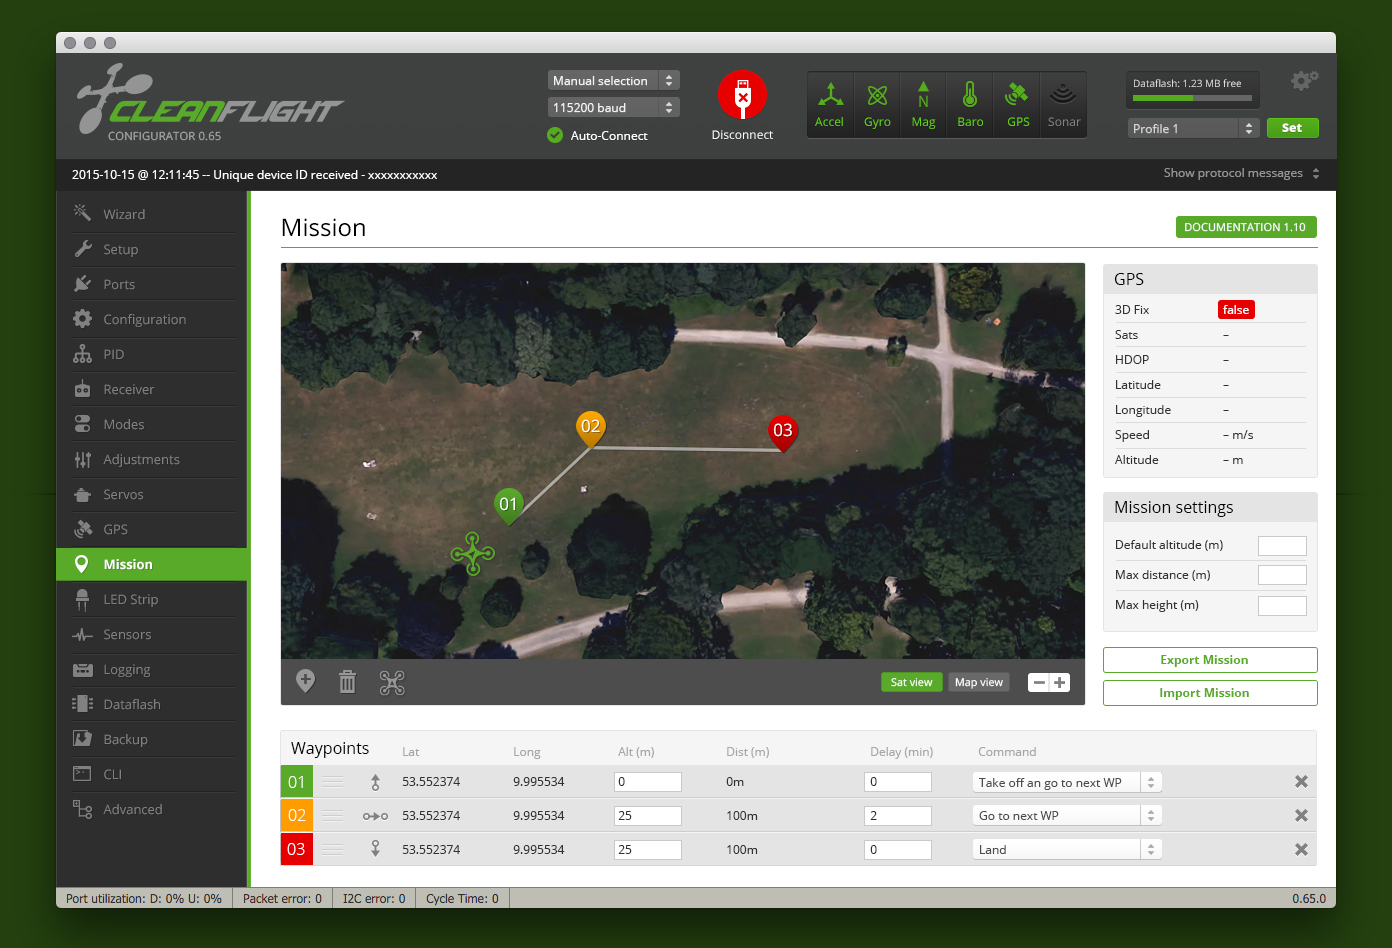 CLEANFLIGHT
CONFIGURATOR 0.65
Manual selection
115200 baud
Auto-Connect
Disconnect
N
Accel Gyro Mag Baro GPS Sonar
Dataflash: 1.23 MB free
Profile 1
Set
2015-10-15 @ 12:11:45 -- Unique device ID received - xxxxxxxxxxx
Show protocol messages
Wizard
Setup
Ports
Configuration
PID
Receiver
Modes
Adjustments
Servos
GPS
Mission
LED Strip
Sensors
Logging
Dataflash
Backup
CLI
Advanced
Mission
DOCUMENTATION 1.10
02
03
01
Sat view
Map view
GPS
3D Fix false
Sats –
HDOP –
Latitude –
Longitude –
Speed – m/s
Altitude – m
Mission settings
Default altitude (m)
Max distance (m)
Max height (m)
Export Mission
Import Mission
Waypoints Lat Long Alt (m) Dist (m) Delay (min) Command
01 53.552374 9.995534 0 0m 0 Take off an go to next WP
02 53.552374 9.995534 25 100m 2 Go to next WP
03 53.552374 9.995534 25 100m 0 Land
Port utilization: D: 0% U: 0% Packet error: 0 I2C error: 0 Cycle Time: 0 0.65.0